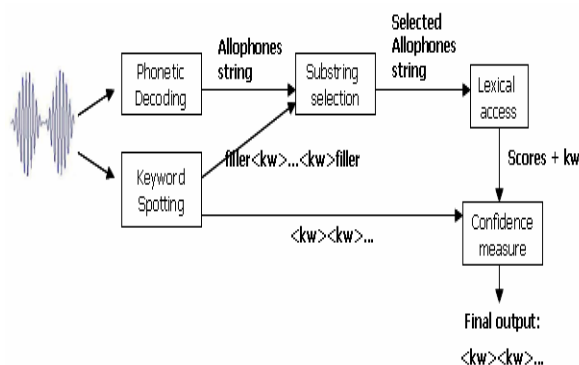 Selected
Allophones
string
Allophones
string
Phonetic
Decoding
Substring
selection
Lexical
access
filler<kw>...<kw>filler
Scores + kw
Keyword
Spotting
<kw><kw>...
Confidence
measure
Final output:
<kw><kw>...